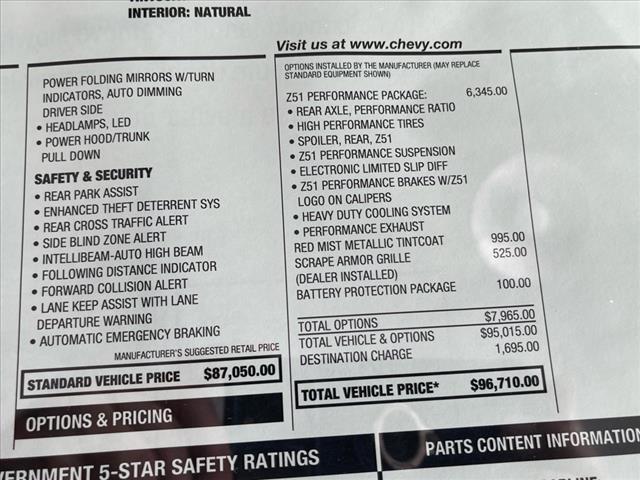 INTERIOR: NATURAL
Visit us at www.chevy.com
POWER FOLDING MIRRORS W/TURN
INDICATORS, AUTO DIMMING
DRIVER SIDE
• HEADLAMPS, LED
• POWER HOOD/TRUNK
PULL DOWN
SAFETY & SECURITY
• REAR PARK ASSIST
• ENHANCED THEFT DETERRENT SYS
• REAR CROSS TRAFFIC ALERT
• SIDE BLIND ZONE ALERT
• INTELLIBEAM-AUTO HIGH BEAM
• FOLLOWING DISTANCE INDICATOR
• FORWARD COLLISION ALERT
• LANE KEEP ASSIST WITH LANE
DEPARTURE WARNING
• AUTOMATIC EMERGENCY BRAKING
MANUFACTURER'S SUGGESTED RETAIL PRICE
STANDARD VEHICLE PRICE $87,050.00
OPTIONS & PRICING
OPTIONS INSTALLED BY THE MANUFACTURER (MAY REPLACE
STANDARD EQUIPMENT SHOWN)
Z51 PERFORMANCE PACKAGE: 6,345.00
• REAR AXLE, PERFORMANCE RATIO
• HIGH PERFORMANCE TIRES
• SPOILER, REAR, Z51
• Z51 PERFORMANCE SUSPENSION
• ELECTRONIC LIMITED SLIP DIFF
• Z51 PERFORMANCE BRAKES W/Z51
LOGO ON CALIPERS
• HEAVY DUTY COOLING SYSTEM
• PERFORMANCE EXHAUST
RED MIST METALLIC TINTCOAT 995.00
SCRAPE ARMOR GRILLE 525.00
(DEALER INSTALLED)
BATTERY PROTECTION PACKAGE 100.00
TOTAL OPTIONS $7,965.00
TOTAL VEHICLE & OPTIONS $95,015.00
DESTINATION CHARGE 1,695.00
TOTAL VEHICLE PRICE* $96,710.00
VERNMENT 5-STAR SAFETY RATINGS
PARTS CONTENT INFORMATION